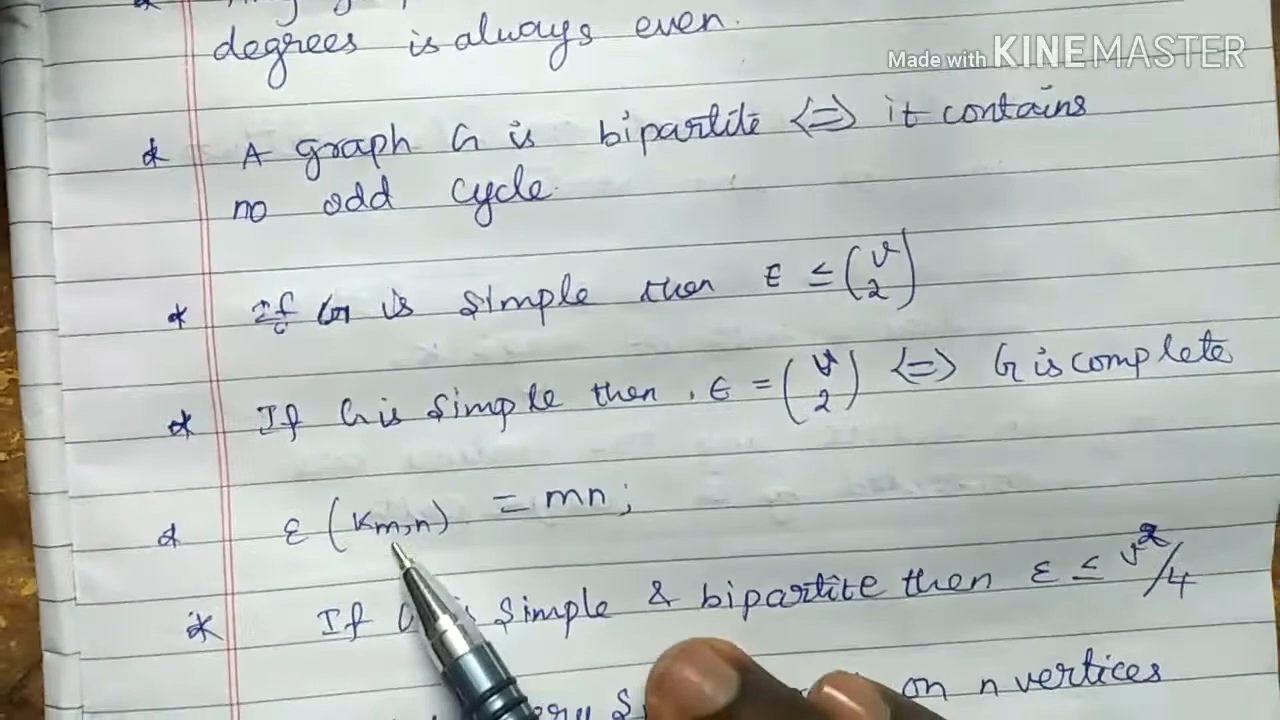 degrees is always even.
Made with KINEMASTER
* A graph G is bipartite <=> it contains
no odd cycle.
* If G is simple then ε ≤ (v 2)
* If G is simple then, ε = (v 2) <=> G is complete
* ε (Km,n) = mn;
* If G is simple & bipartite then ε ≤ v²/4
on n vertices